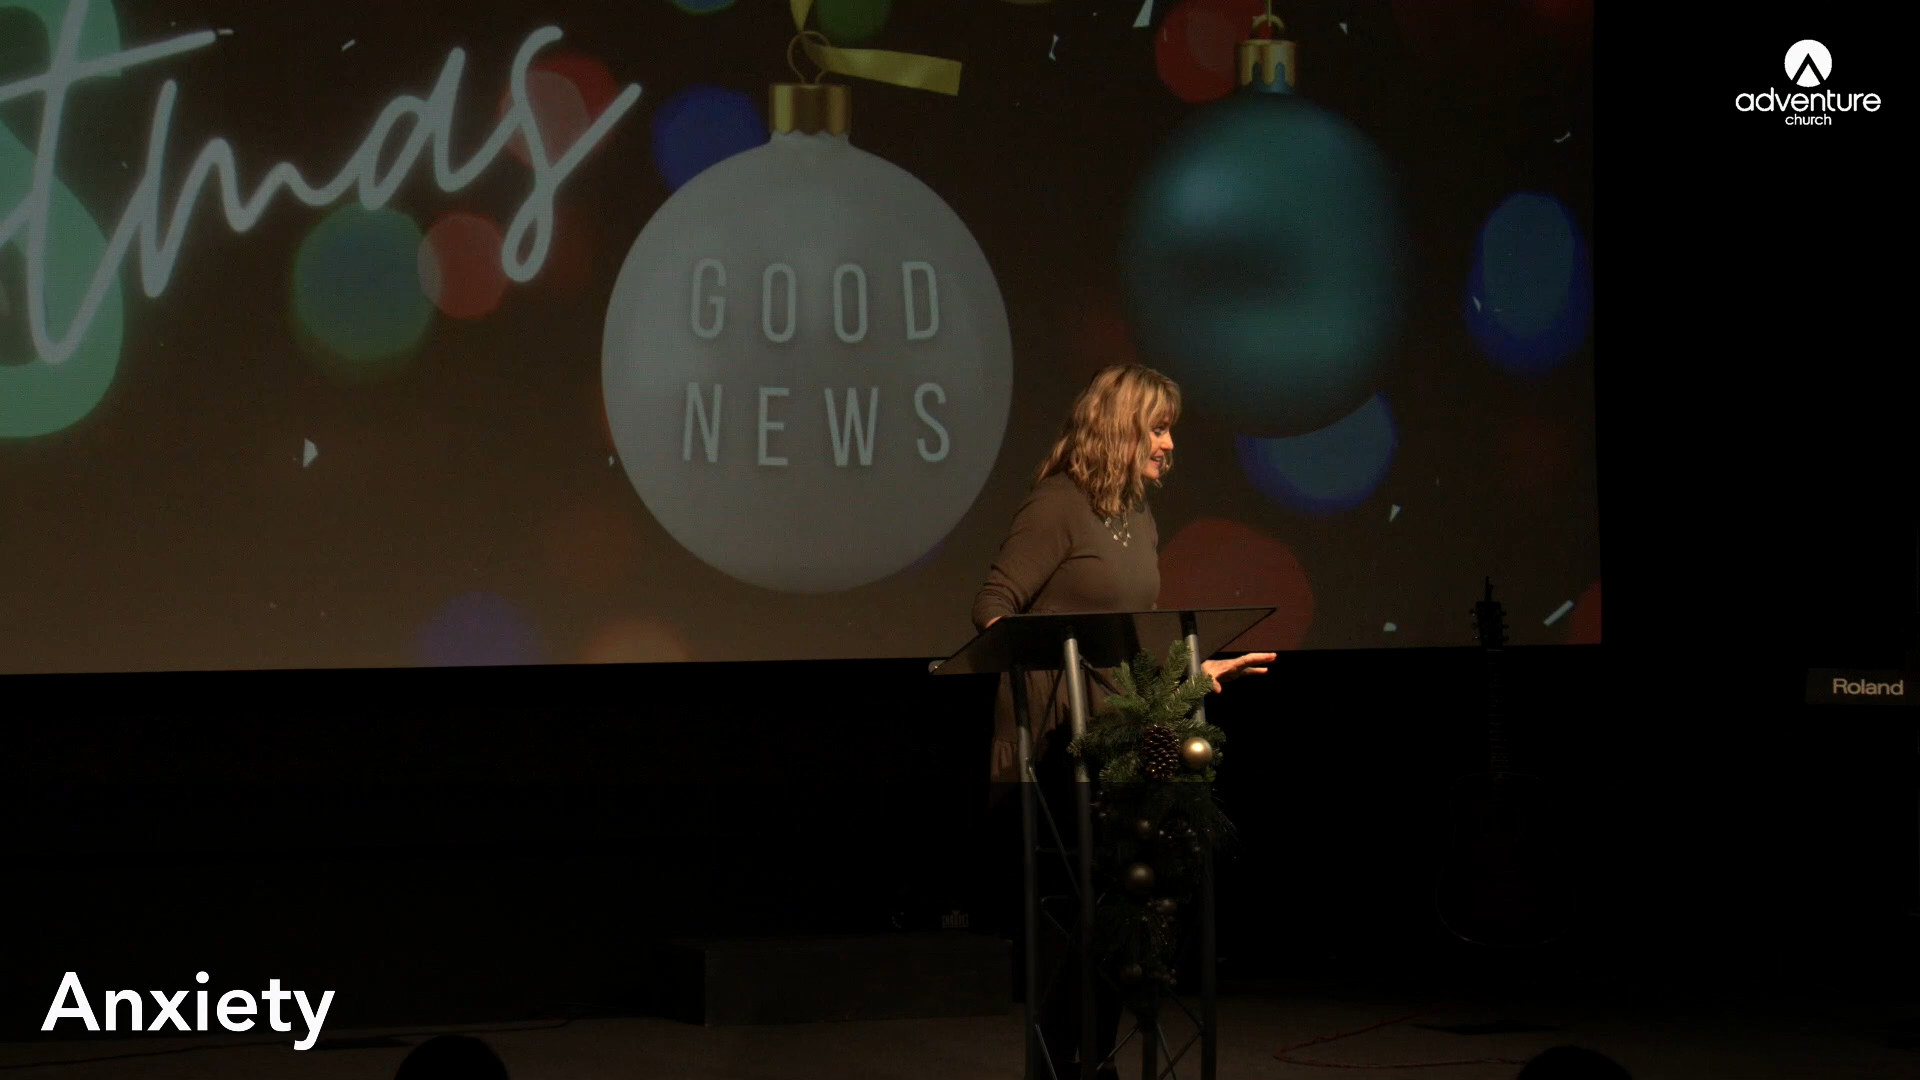 tmas
GOOD
NEWS
adventure
church
Roland
Anxiety